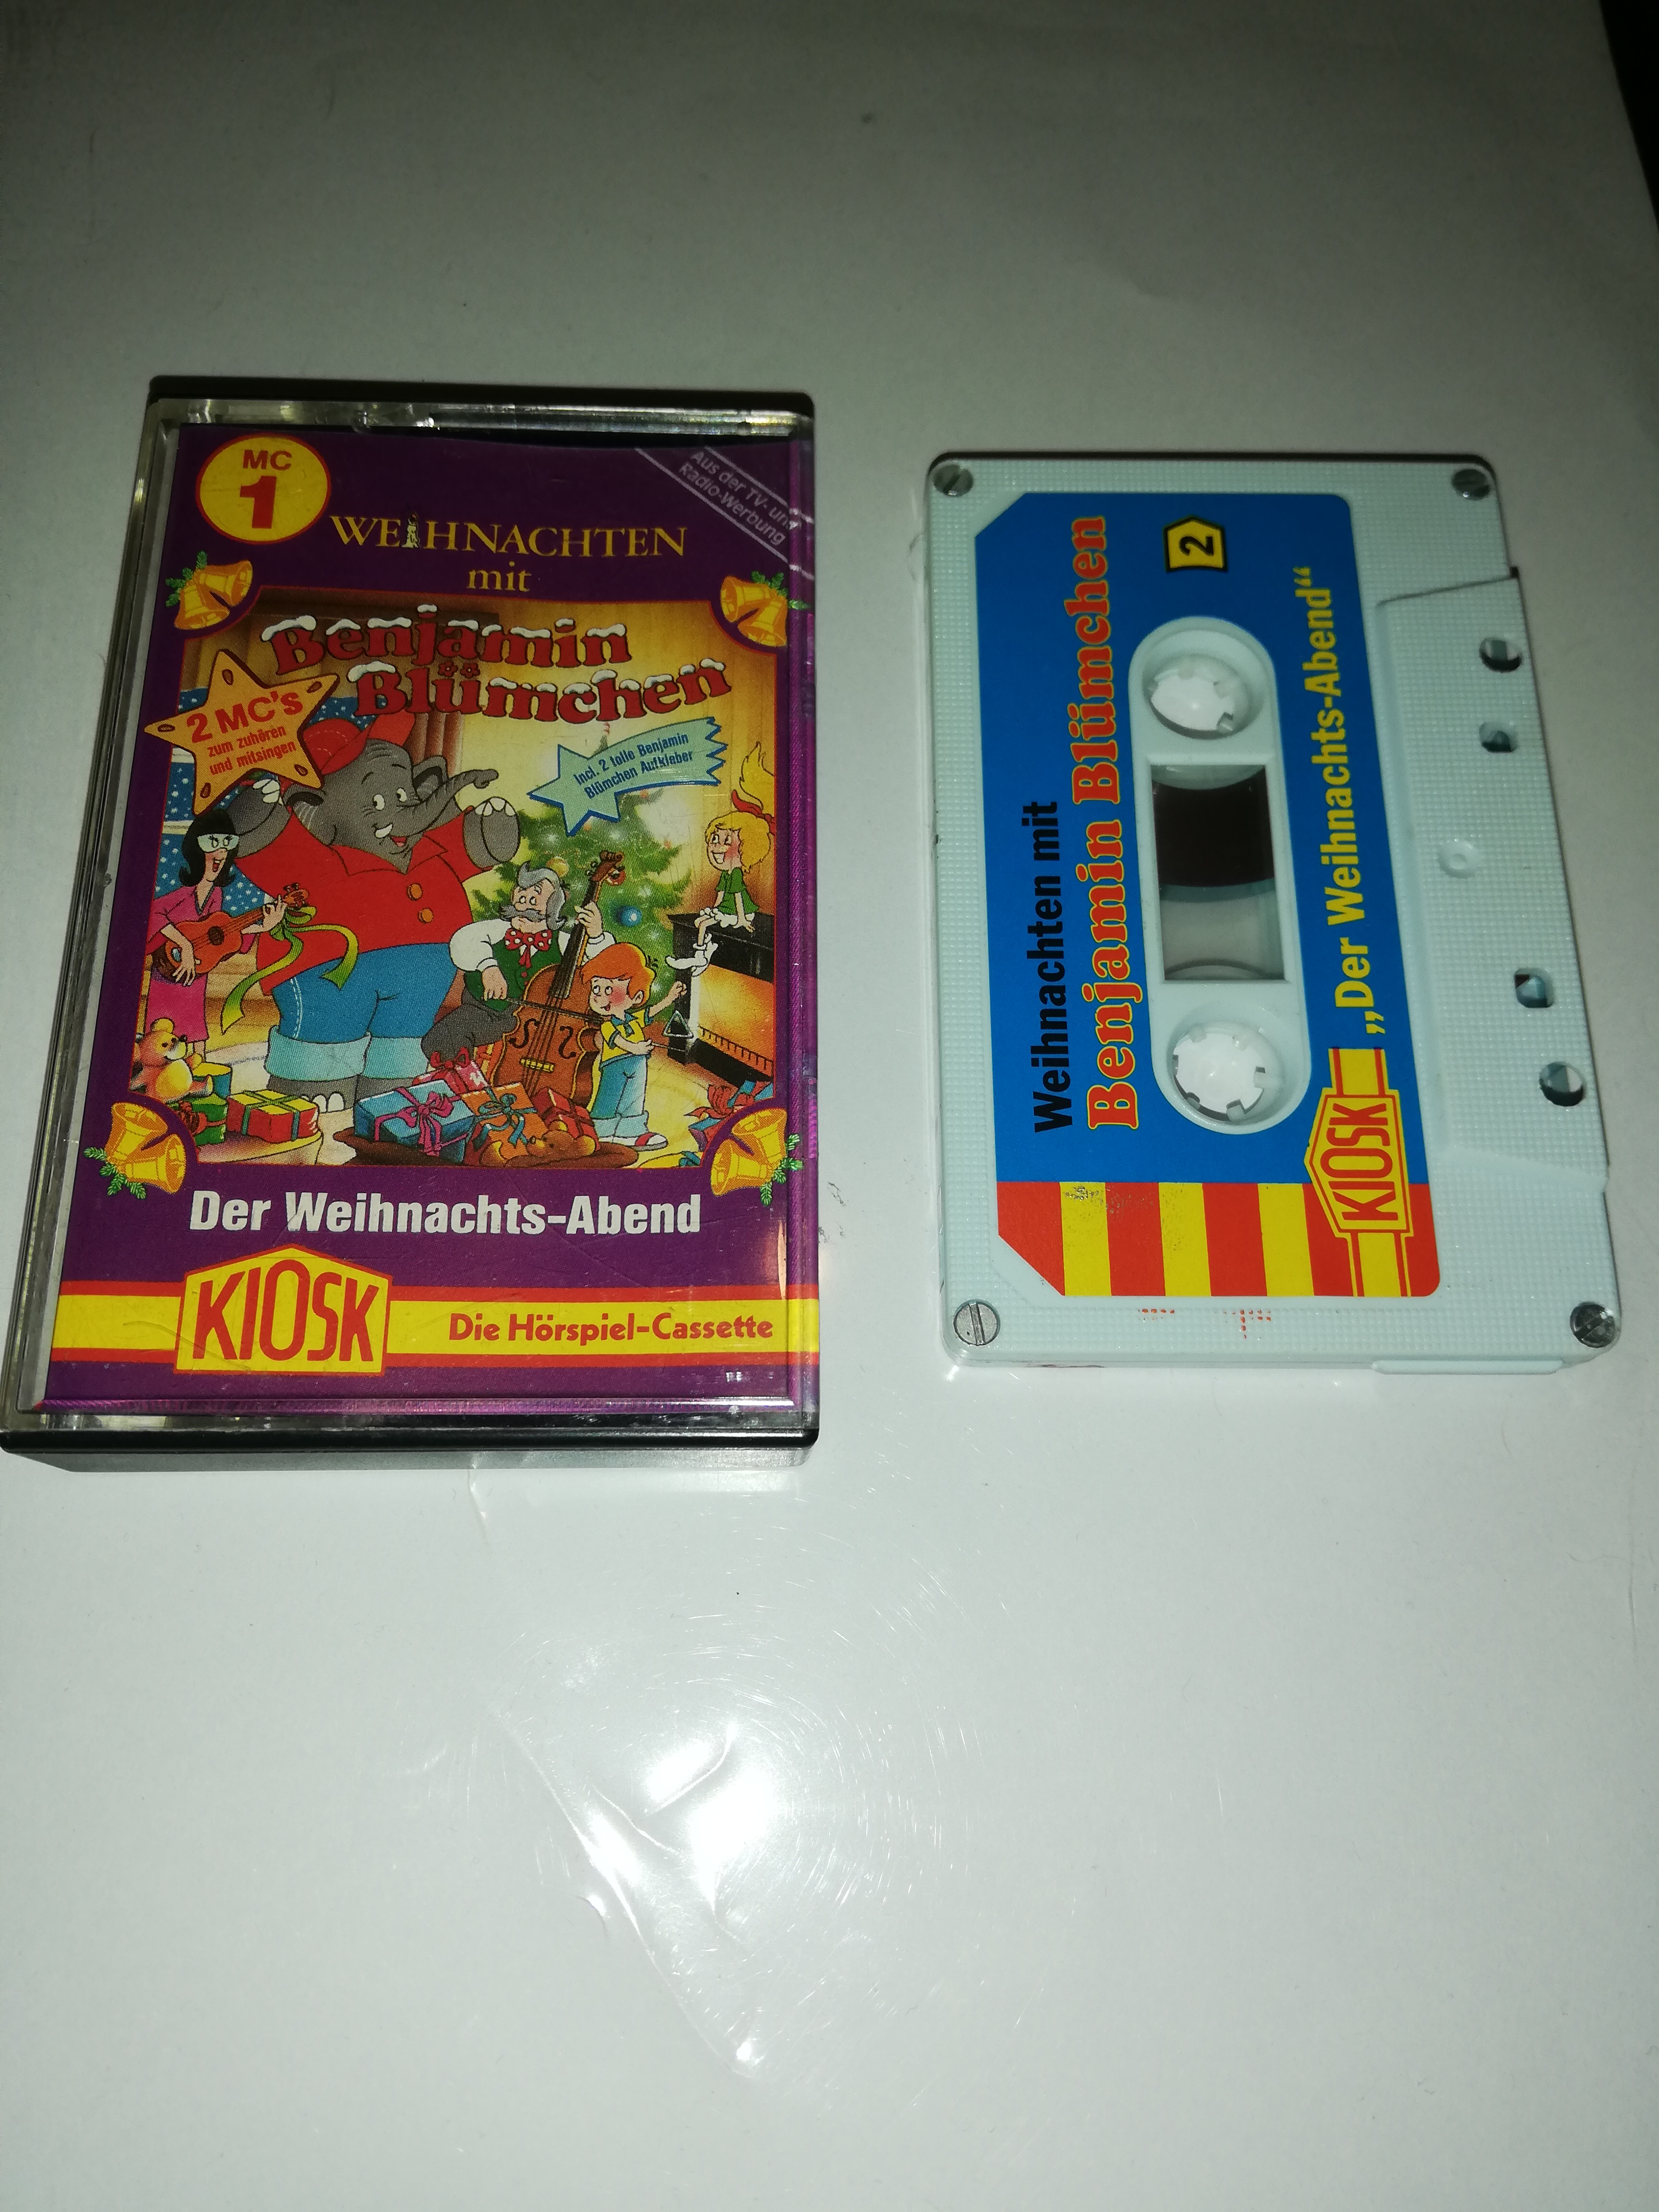 MC
1
Aus der TV- und
Radio-Werbung
WEIHNACHTEN
mit
Benjamin
Blümchen
2 MC's
zum zuhören
und mitsingen
Incl. 2 tolle Benjamin
Blümchen Aufkleber
Der Weihnachts-Abend
KIOSK
Die Hörspiel-Cassette
Weihnachten mit
Benjamin Blümchen
2
„Der Weihnachts-Abend“
KIOSK